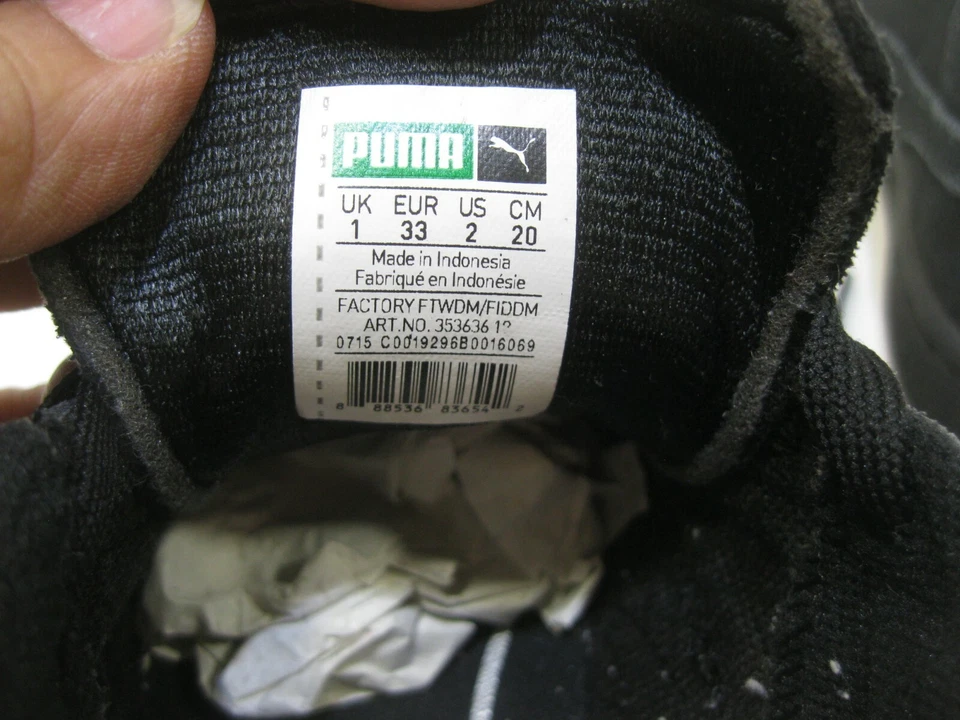 PUMA
UK EUR US CM
1 33 2 20
Made in Indonesia
Fabriqué en Indonésie
FACTORY FTWDM/FIDDM
ART.NO. 353636
0715 C0019296B0016069
8 88536 83654 2